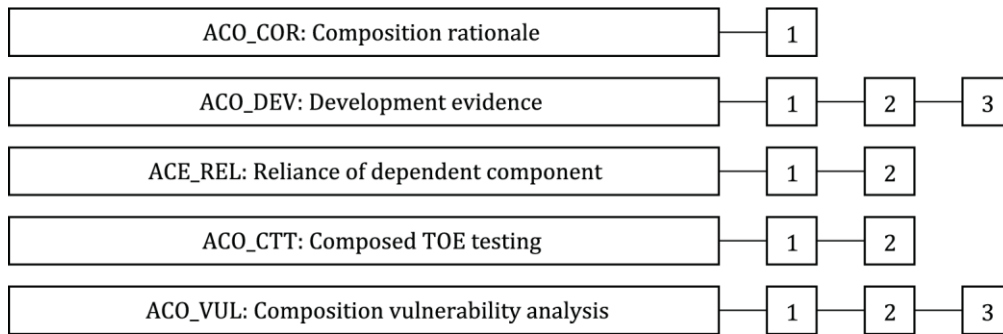 ACO_COR: Composition rationale 1
ACO_DEV: Development evidence 1 2 3
ACE_REL: Reliance of dependent component 1 2
ACO_CTT: Composed TOE testing 1 2
ACO_VUL: Composition vulnerability analysis 1 2 3